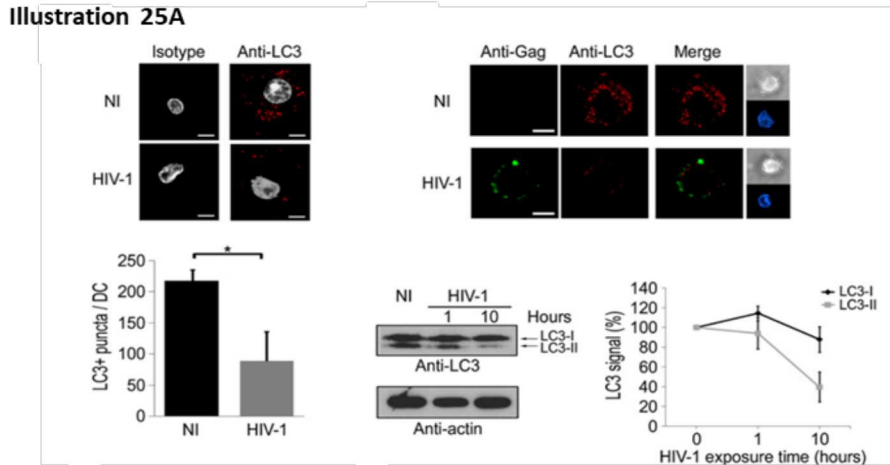 Illustration 25A
Isotype Anti-LC3
NI
HIV-1
Anti-Gag Anti-LC3 Merge
NI
HIV-1
LC3+ puncta / DC
250
200
150
100
50
0
*
NI HIV-1
NI HIV-1
1 10 Hours
LC3-I
LC3-II
Anti-LC3
Anti-actin
LC3 signal (%)
140
120
100
80
60
40
20
0
LC3-I
LC3-II
0 1 10
HIV-1 exposure time (hours)